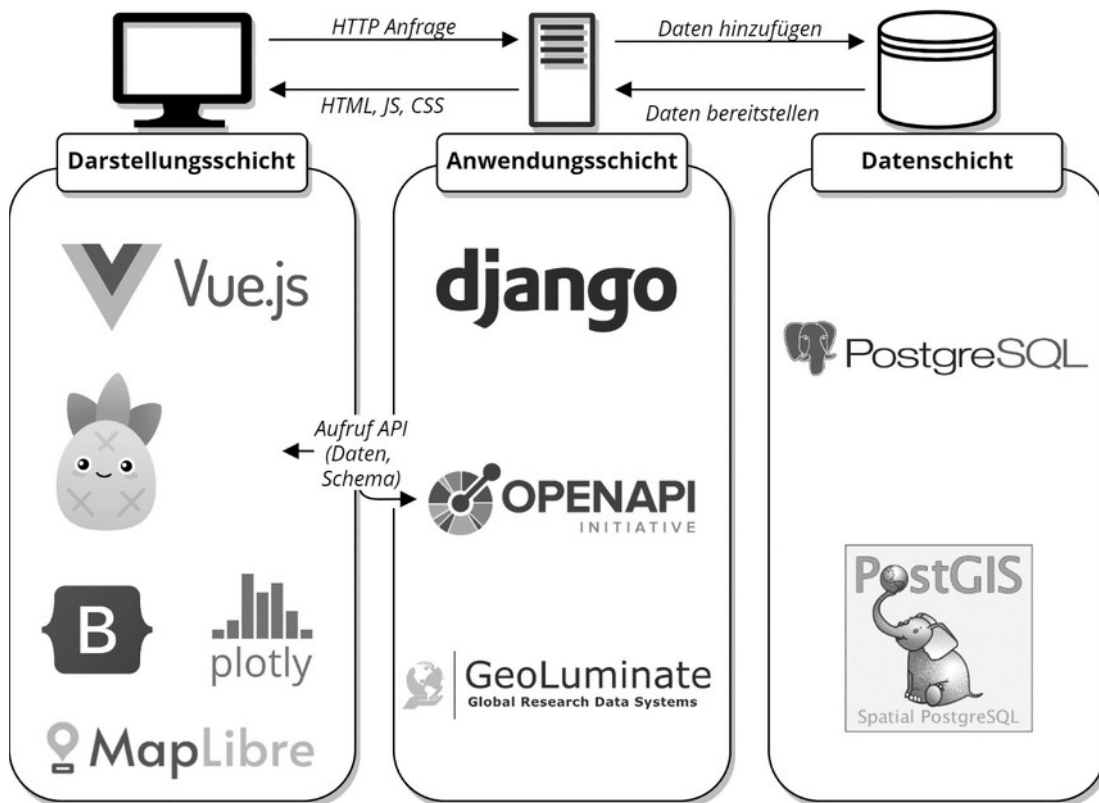 HTTP Anfrage
HTML, JS, CSS
Daten hinzufügen
Daten bereitstellen
Darstellungsschicht
Anwendungsschicht
Datenschicht
Vue.js
B
plotly
MapLibre
Aufruf API
(Daten,
Schema)
django
OPENAPI
INITIATIVE
GeoLuminate
Global Research Data Systems
PostgreSQL
PostGIS
Spatial PostgreSQL